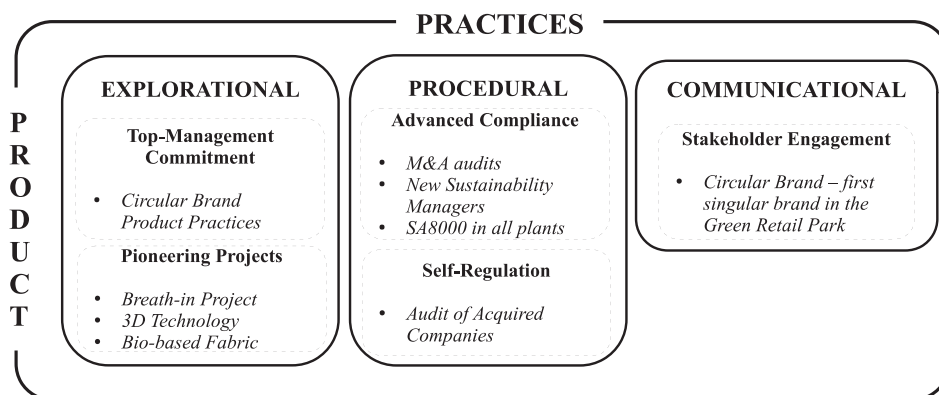 PRACTICES
PRODUCT
EXPLORATIONAL
Top-Management
Commitment
• Circular Brand
Product Practices
Pioneering Projects
• Breath-in Project
• 3D Technology
• Bio-based Fabric
PROCEDURAL
Advanced Compliance
• M&A audits
• New Sustainability
Managers
• SA8000 in all plants
Self-Regulation
• Audit of Acquired
Companies
COMMUNICATIONAL
Stakeholder Engagement
• Circular Brand – first
singular brand in the
Green Retail Park